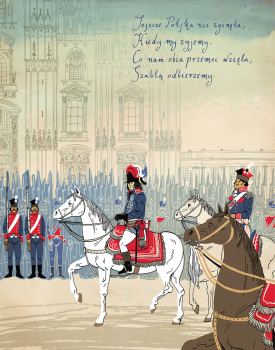 Jeszcze Polska nie zginęła,
Kiedy my żyjemy.
Co nam obca przemoc wzięła,
Szablą odbierzemy